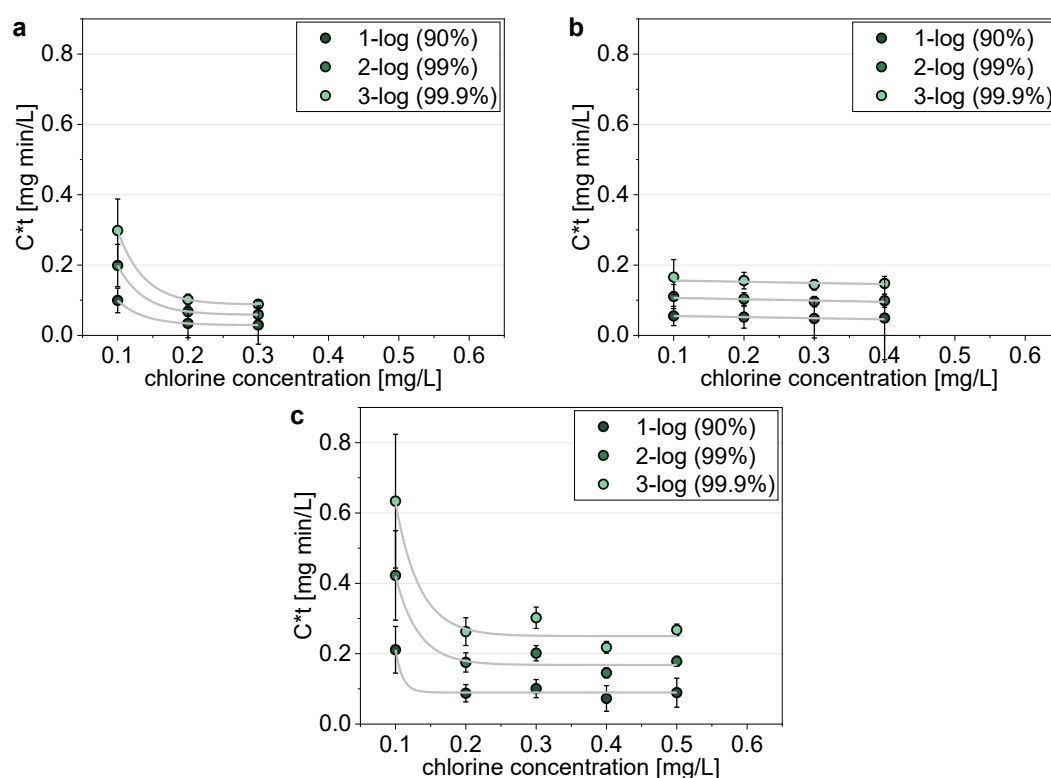 a
1-log (90%)
2-log (99%)
3-log (99.9%)
C*t [mg min/L]
0.8
0.6
0.4
0.2
0.0
0.1 0.2 0.3 0.4 0.5 0.6
chlorine concentration [mg/L]
b
1-log (90%)
2-log (99%)
3-log (99.9%)
C*t [mg min/L]
0.8
0.6
0.4
0.2
0.0
0.1 0.2 0.3 0.4 0.5 0.6
chlorine concentration [mg/L]
c
1-log (90%)
2-log (99%)
3-log (99.9%)
C*t [mg min/L]
0.8
0.6
0.4
0.2
0.0
0.1 0.2 0.3 0.4 0.5 0.6
chlorine concentration [mg/L]